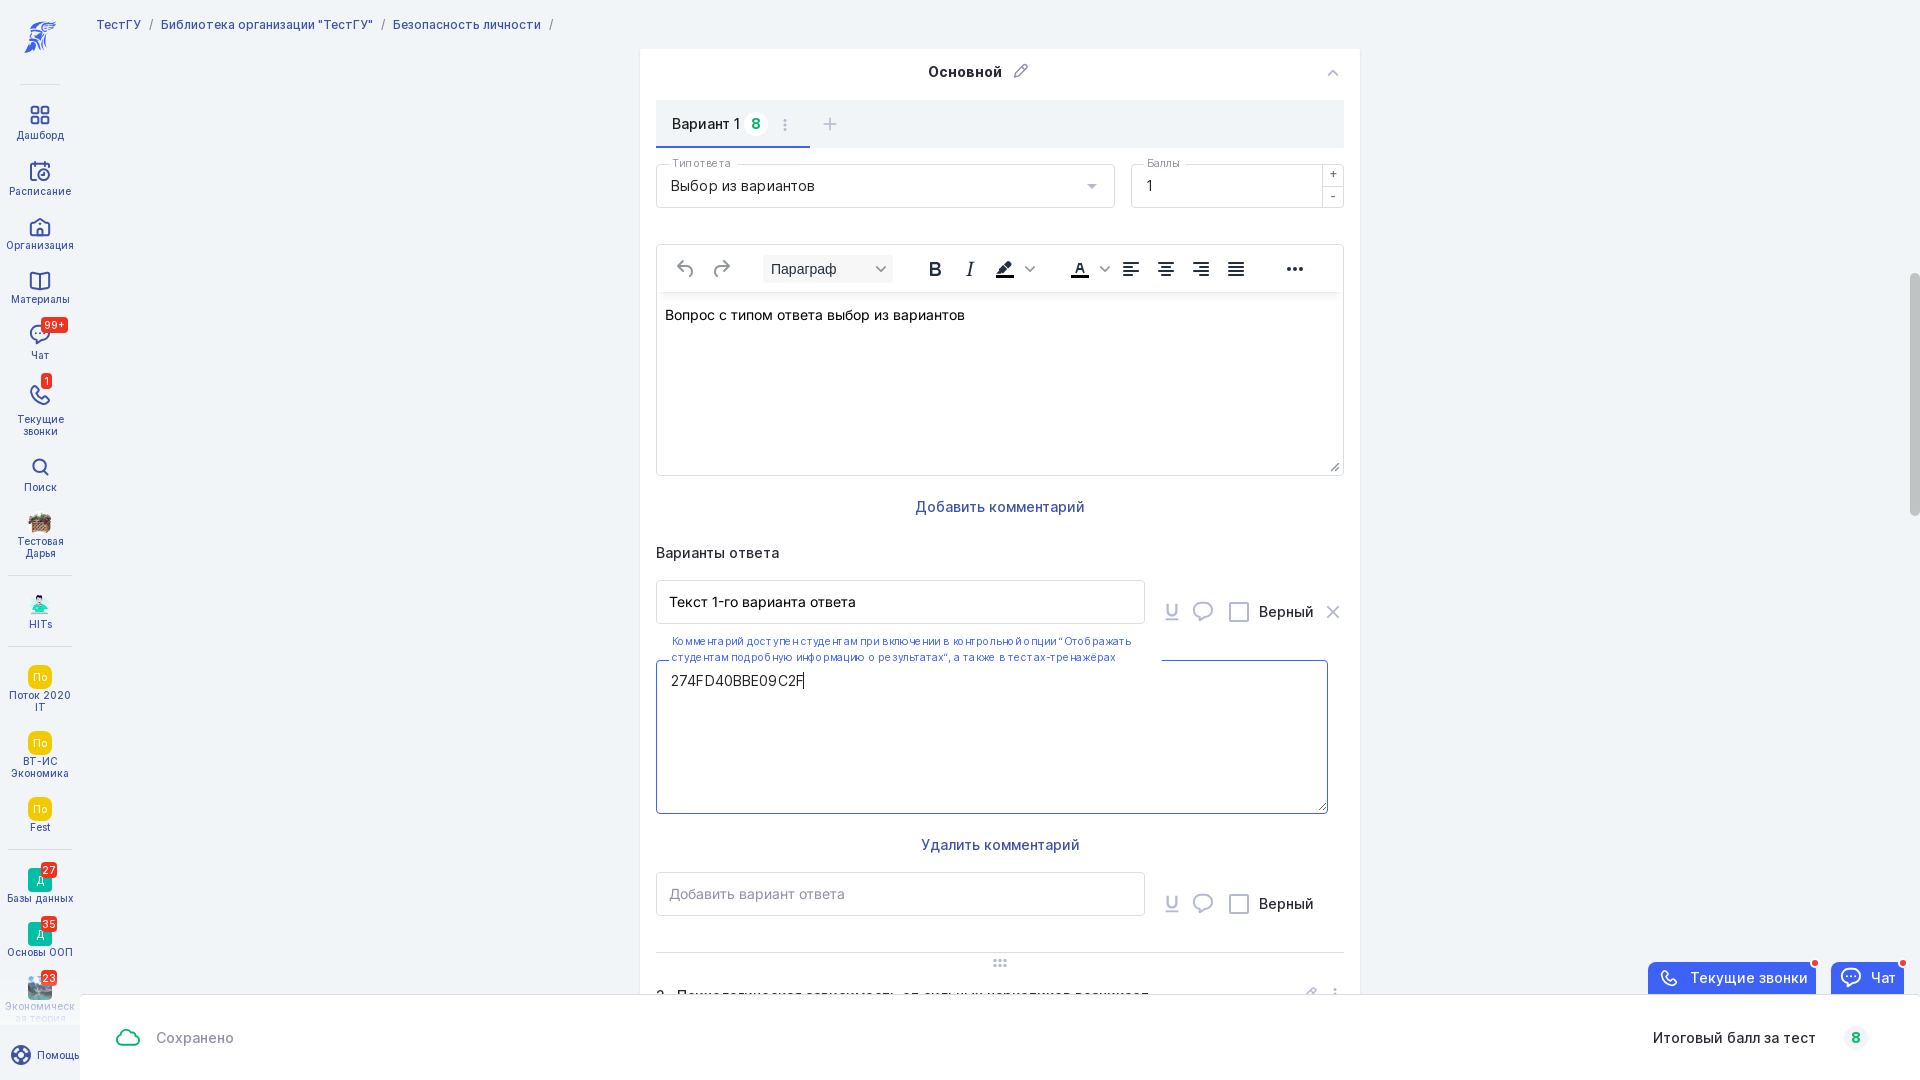 ТестГУ / Библиотека организации "ТестГУ" / Безопасность личности /
Дашборд
Расписание
Организация
Материалы
99+
Чат
1
Текущие
звонки
Поиск
Тестовая
Дарья
HITs
По
Поток 2020
IT
По
ВТ-ИС
Экономика
По
Fest
27
Д
Базы данных
35
Д
Основы ООП
23
Экономическ
ая теория
Помощь
Основной
Вариант 1 8
Тип ответа
Выбор из вариантов
Баллы
1
+
-
Параграф
Вопрос с типом ответа выбор из вариантов
Добавить комментарий
Варианты ответа
Текст 1-го варианта ответа
Верный
Комментарий доступен студентам при включении в контрольной опции “Отображать
студентам подробную информацию о результатах“, а также в тестах-тренажёрах
274FD40BBE09C2F
Удалить комментарий
Добавить вариант ответа
Верный
Текущие звонки
Чат
Сохранено
Итоговый балл за тест 8